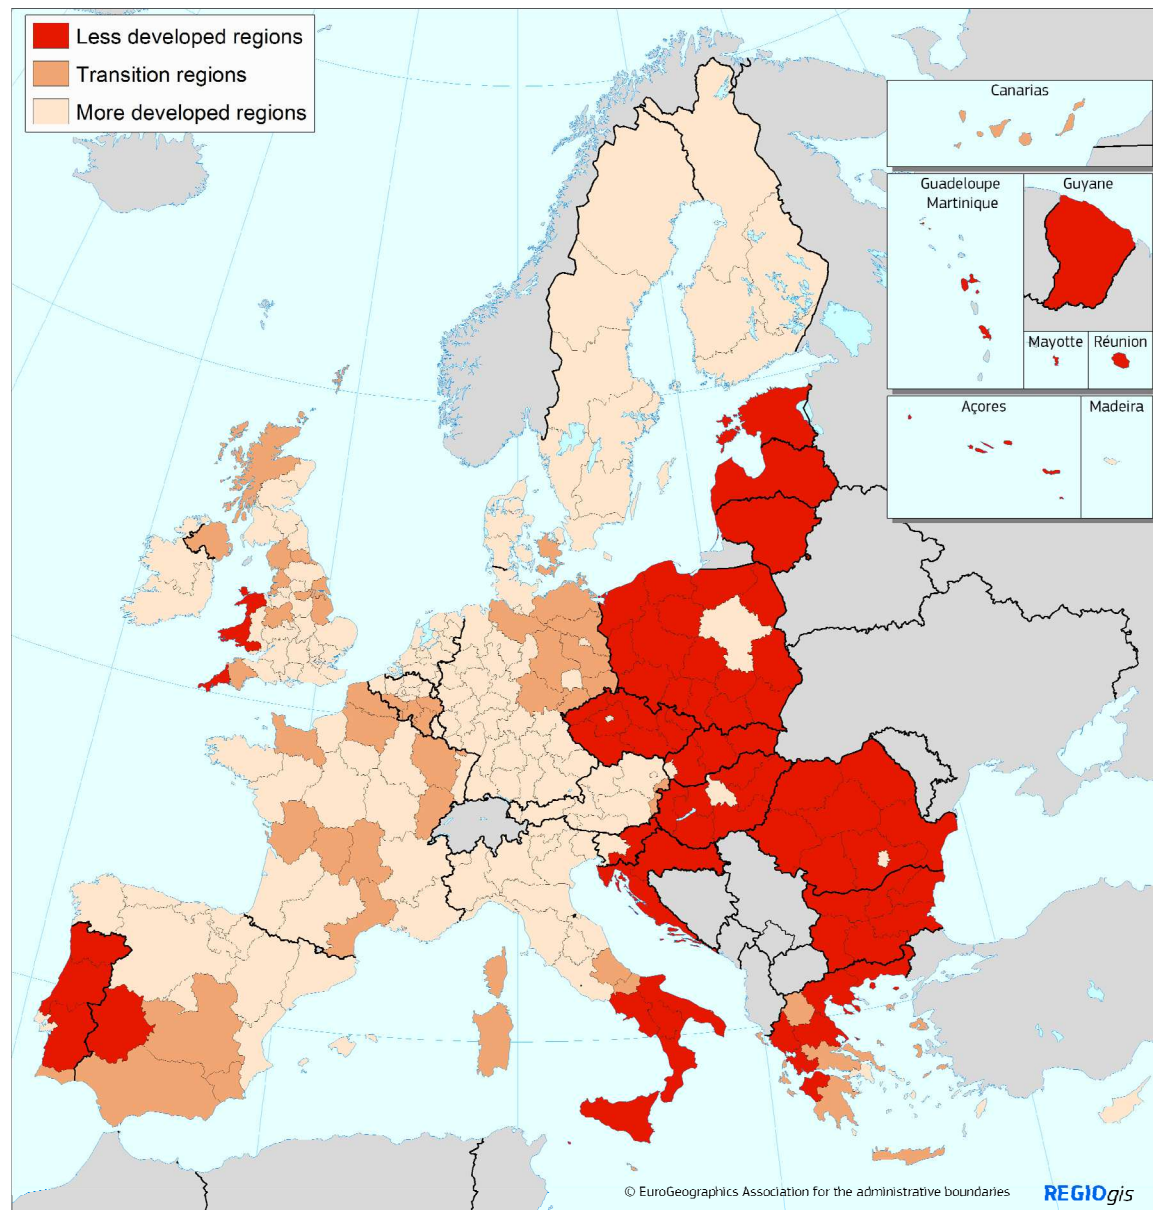 Less developed regions
Transition regions
More developed regions
Canarias
Guadeloupe
Martinique
Guyane
Mayotte
Réunion
Açores
Madeira
© EuroGeographics Association for the administrative boundaries
REGIOgis